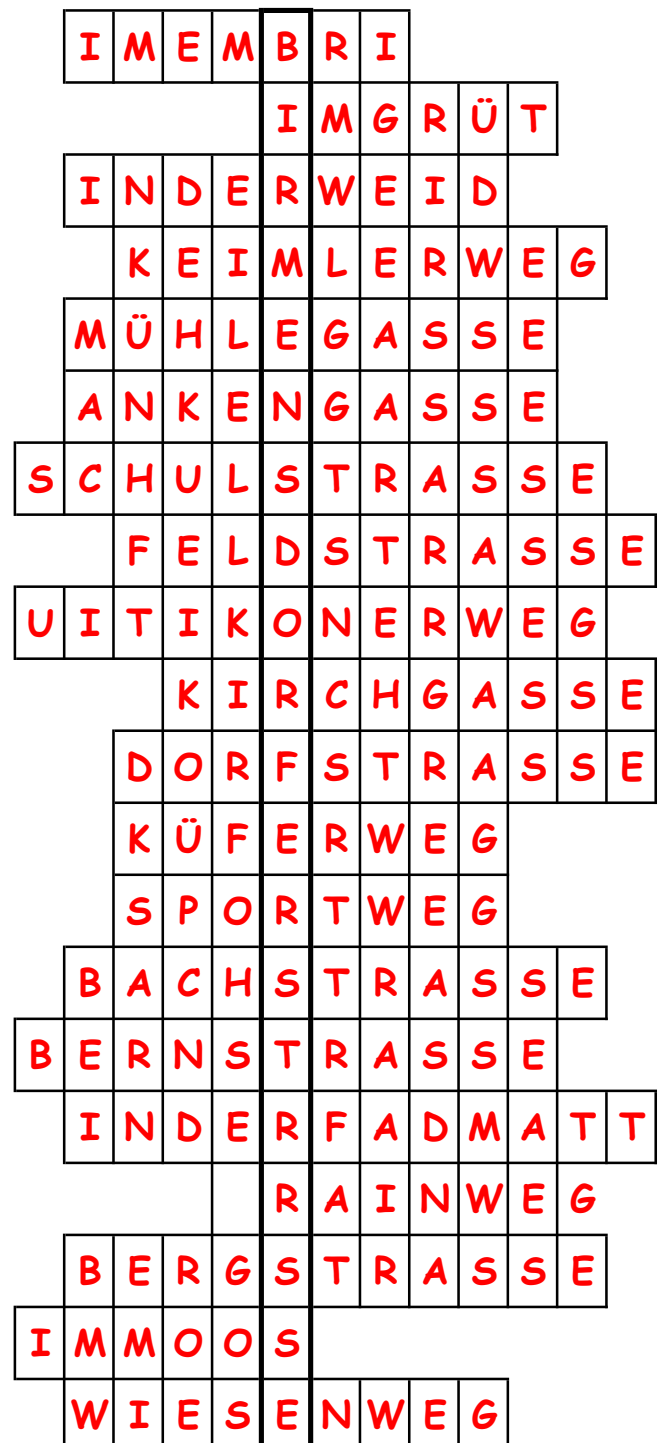 IMEMBRI
IMGRÜT
INDERWEID
KEIMLERWEG
MÜHLEGASSE
ANKENGASSE
SCHULSTRASSE
FELDSTRASSE
UITIKONERWEG
KIRCHGASSE
DORFSTRASSE
KÜFERWEG
SPORTWEG
BACHSTRASSE
BERNSTRASSE
INDERFADMATT
RAINWEG
BERGSTRASSE
IMMOOS
WIESENWEG